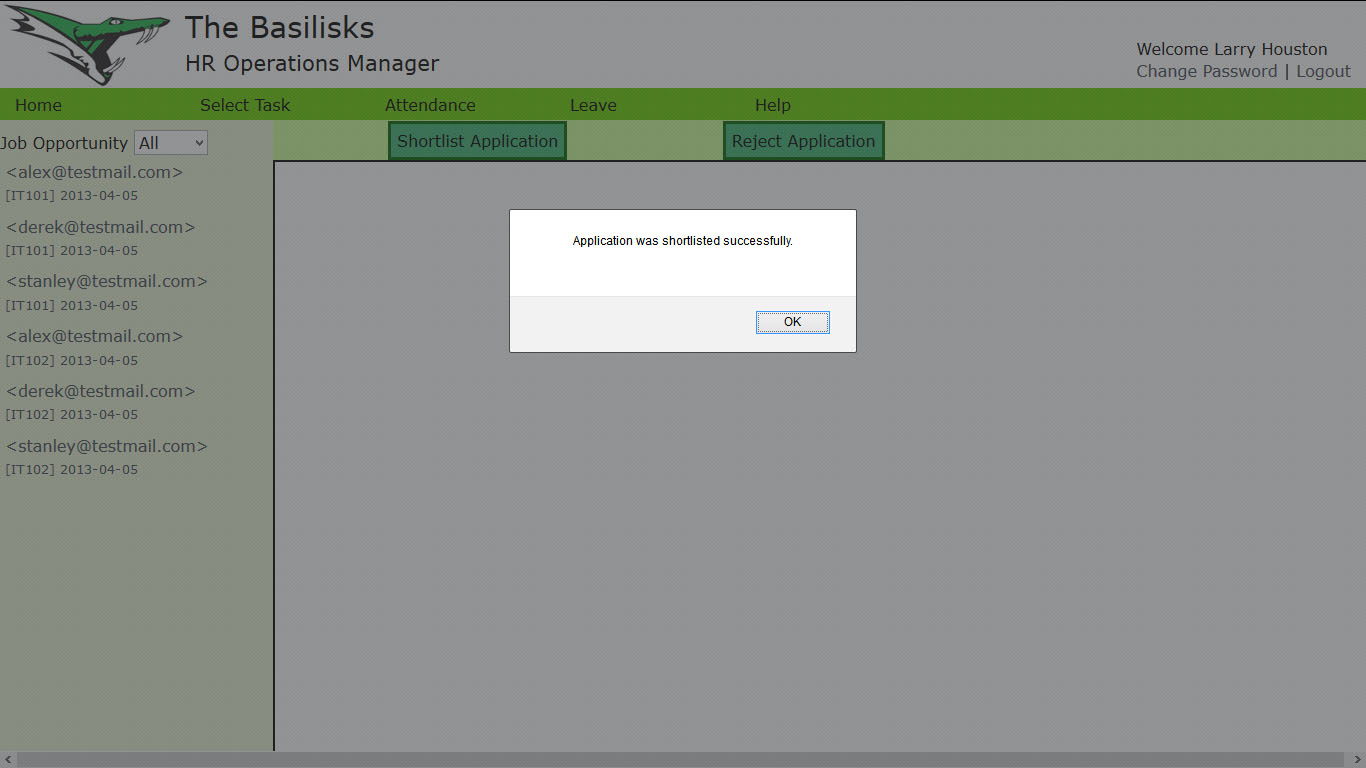 The Basilisks
HR Operations Manager
Welcome Larry Houston
Change Password | Logout
Home Select Task Attendance Leave Help
Job Opportunity All
Shortlist Application Reject Application
<alex@testmail.com>
[IT101] 2013-04-05
<derek@testmail.com>
[IT101] 2013-04-05
<stanley@testmail.com>
[IT101] 2013-04-05
<alex@testmail.com>
[IT102] 2013-04-05
<derek@testmail.com>
[IT102] 2013-04-05
<stanley@testmail.com>
[IT102] 2013-04-05
Application was shortlisted successfully.
OK